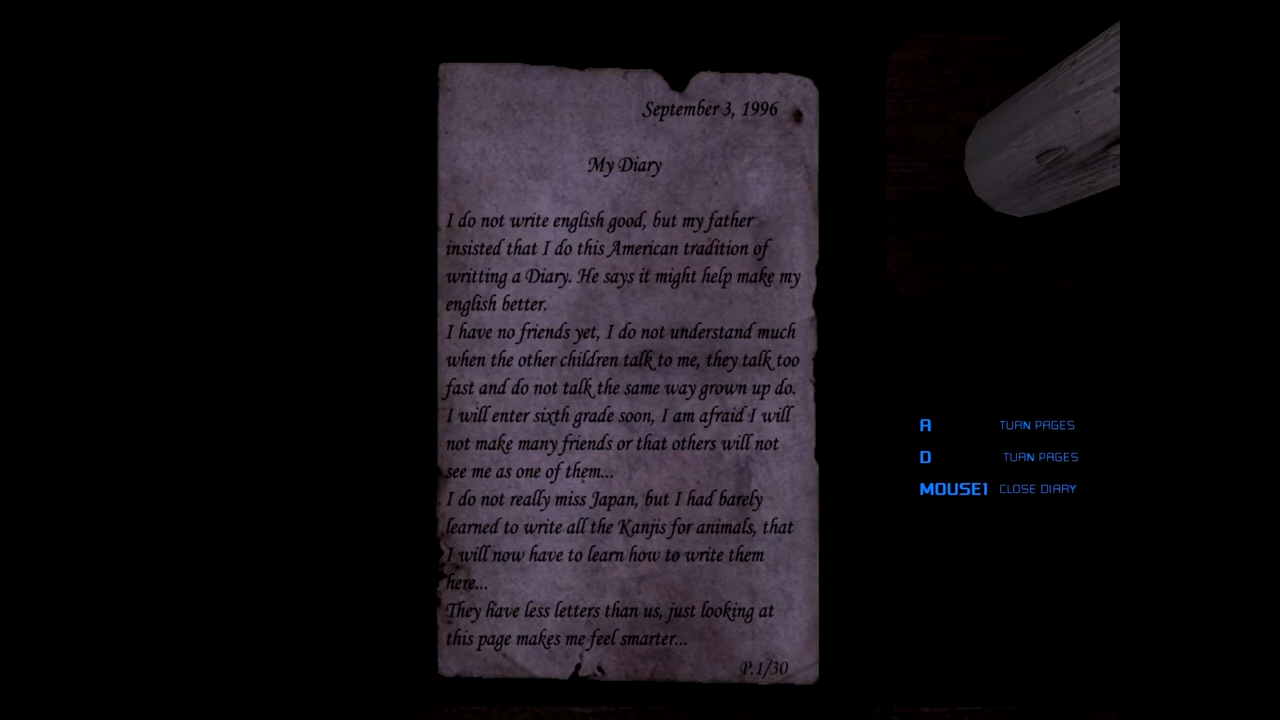 September 3, 1996
My Diary
I do not write english good, but my father
insisted that I do this American tradition of
writting a Diary. He says it might help make my
english better.
I have no friends yet, I do not understand much
when the other children talk to me, they talk too
fast and do not talk the same way grown up do.
I will enter sixth grade soon, I am afraid I will
not make many friends or that others will not
see me as one of them...
I do not really miss Japan, but I had barely
learned to write all the Kanjis for animals, that
I will now have to learn how to write them
here...
They have less letters than us, just looking at
this page makes me feel smarter...
P.1/30
A TURN PAGES
D TURN PAGES
MOUSE1 CLOSE DIARY